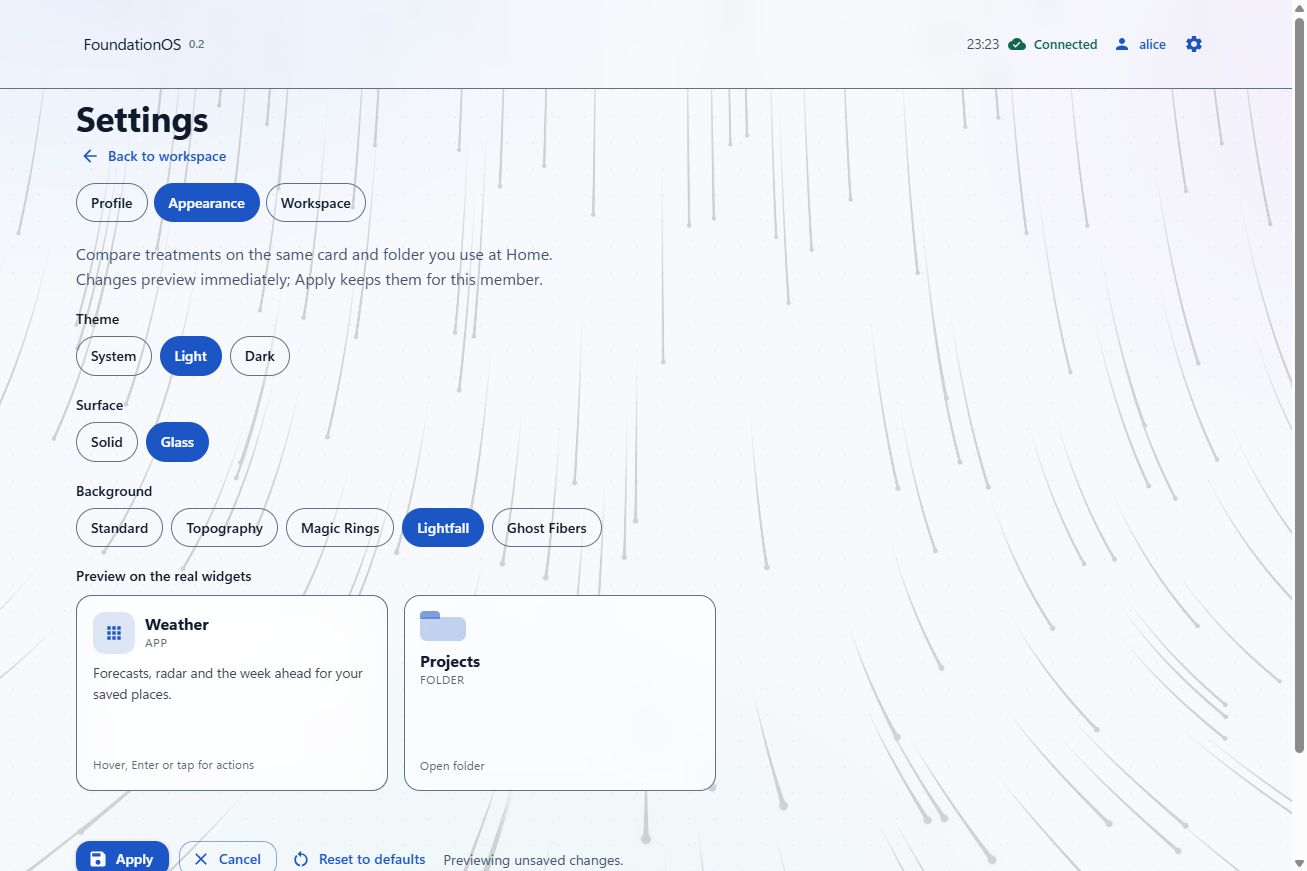 FoundationOS 0.2
23:23 Connected alice
Settings
Back to workspace
Profile Appearance Workspace
Compare treatments on the same card and folder you use at Home.
Changes preview immediately; Apply keeps them for this member.
Theme
System Light Dark
Surface
Solid Glass
Background
Standard Topography Magic Rings Lightfall Ghost Fibers
Preview on the real widgets
Weather
APP
Forecasts, radar and the week ahead for your
saved places.
Hover, Enter or tap for actions
Projects
FOLDER
Open folder
Apply Cancel Reset to defaults Previewing unsaved changes.